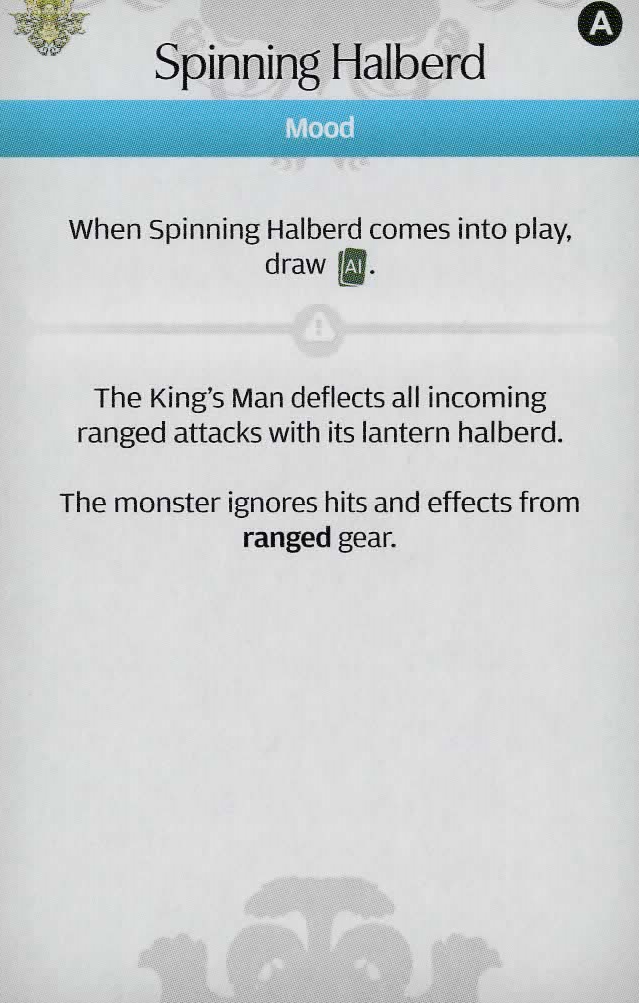 A
Spinning Halberd
Mood
When Spinning Halberd comes into play,
draw AI.
The King's Man deflects all incoming
ranged attacks with its lantern halberd.
The monster ignores hits and effects from
ranged gear.